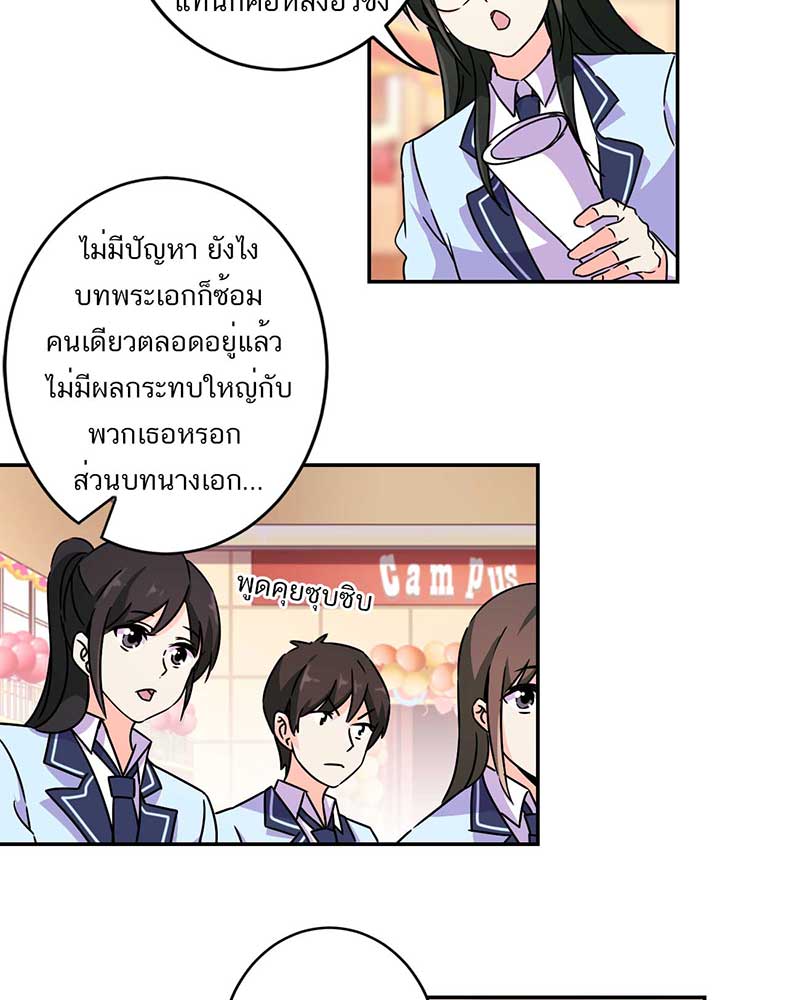 ไม่มีปัญหา ยังไง
บทพระเอกก็ซ้อม
คนเดียวตลอดอยู่แล้ว
ไม่มีผลกระทบใหญ่กับ
พวกเธอหรอก
ส่วนบทนางเอก...
พูดคุยซุบซิบ
Campus